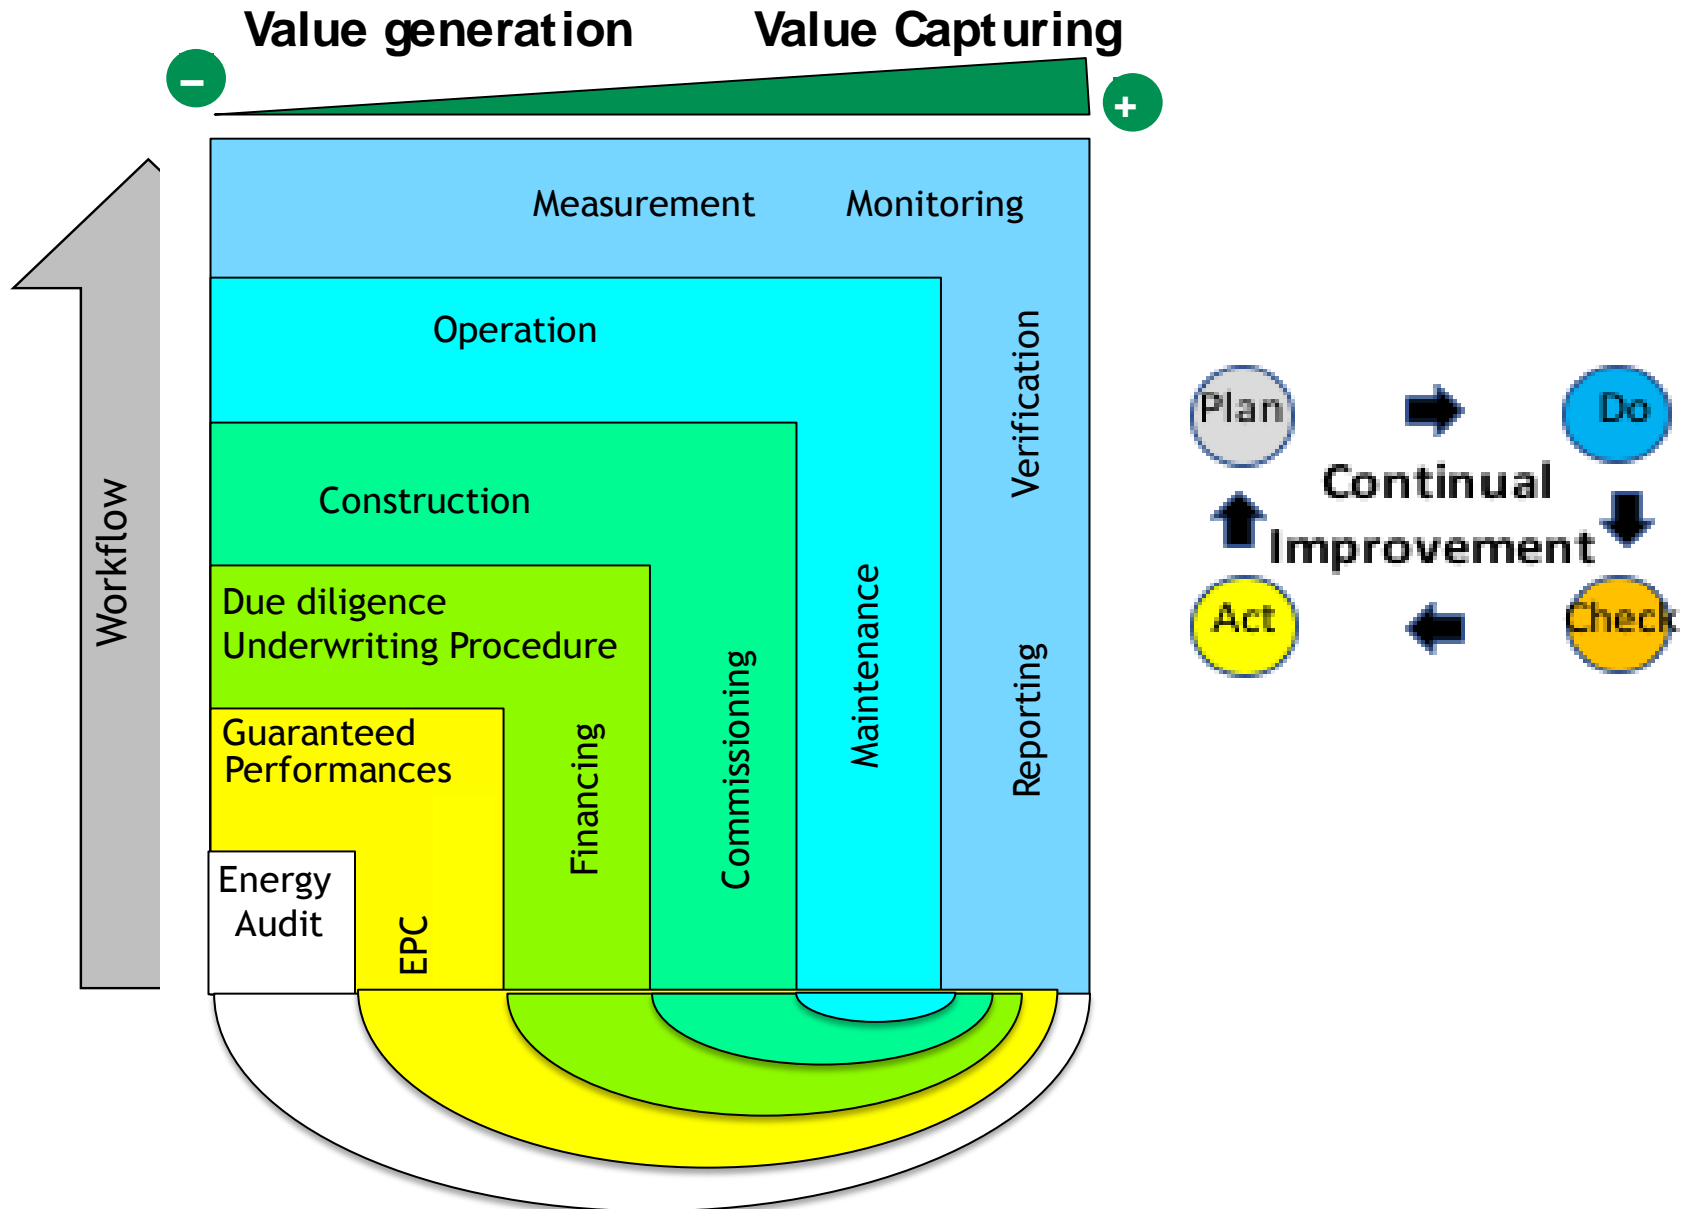 Value generation
Value Capturing
–
+
Measurement
Monitoring
Operation
Verification
Construction
Workflow
Due diligence
Underwriting Procedure
Maintenance
Reporting
Commissioning
Financing
Guaranteed
Performances
Energy
Audit
EPC
Plan
Do
Continual
Improvement
Act
Check